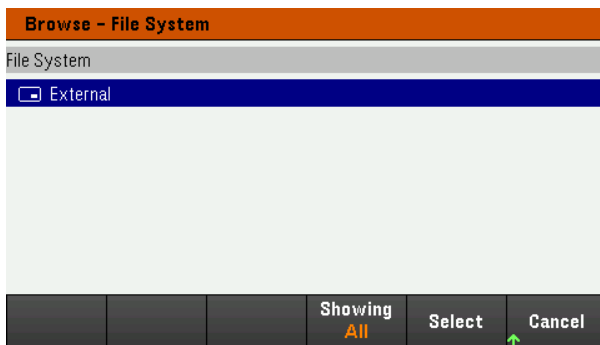 Browse - File System
File System
External
Showing
All
Select
Cancel